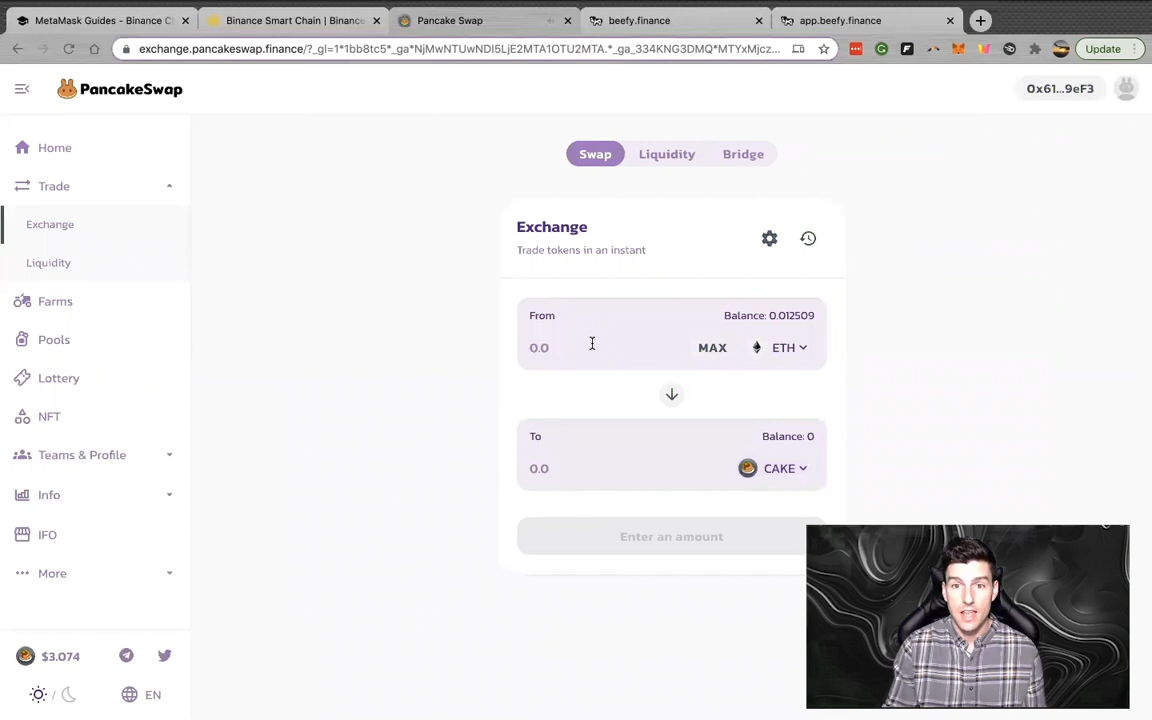 MetaMask Guides - Binance C
Binance Smart Chain | Binance
Pancake Swap
beefy.finance
app.beefy.finance
exchange.pancakeswap.finance/?_gl=1*1bb8tc5*_ga*NjMwNTUwNDI5LjE2MTA1OTU2MTA.*_ga_334KNG3DMQ*MTYxMjcz...
Update
PancakeSwap
0x61...9eF3
Home
Trade
Exchange
Liquidity
Farms
Pools
Lottery
NFT
Teams & Profile
Info
IFO
More
$3.074
/
EN
Swap
Liquidity
Bridge
Exchange
Trade tokens in an instant
From
Balance: 0.012509
0.0
MAX
ETH
To
Balance: 0
0.0
CAKE
Enter an amount